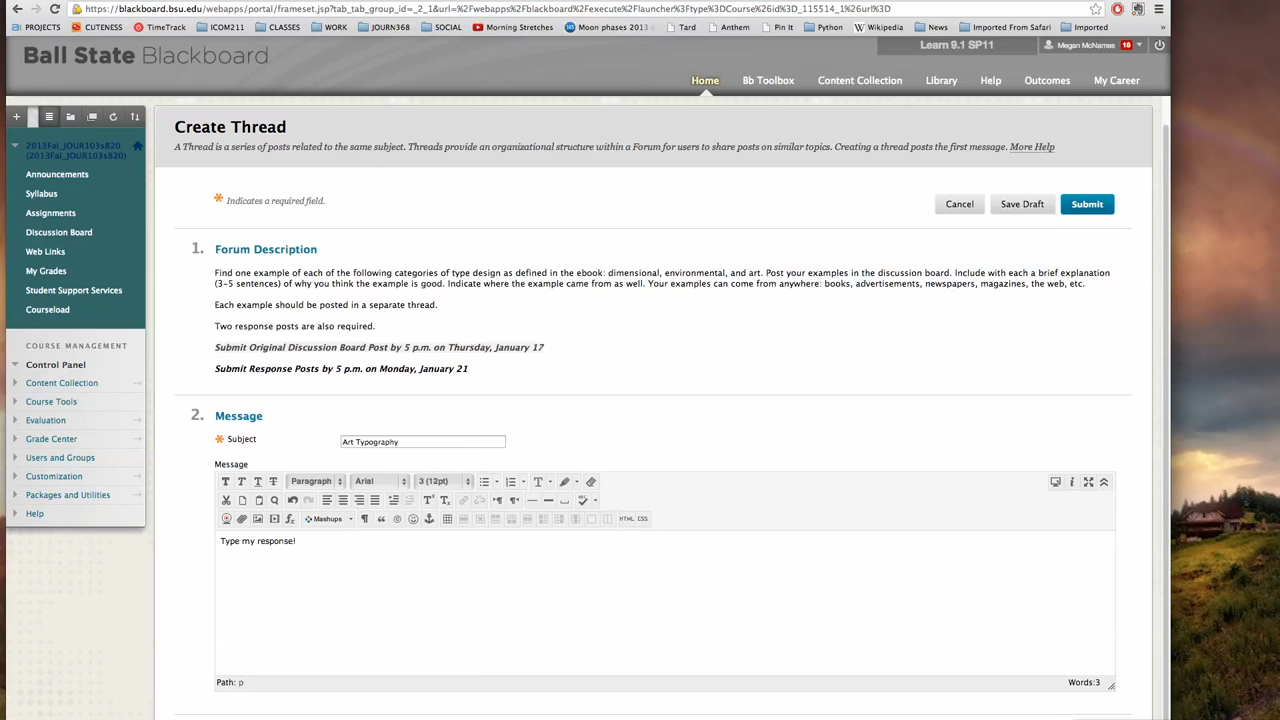 https://blackboard.bsu.edu/webapps/portal/frameset.jsp?tab_tab_group_id=_2_1&url=%2Fwebapps%2Fblackboard%2Fexecute%2Flauncher%3Ftype%3DCourse%26id%3D_115514_1%26url%3D
PROJECTS CUTENESS TimeTrack ICOM211 CLASSES WORK JOURN368 SOCIAL Morning Stretches Moon phases 2013 Tard Anthem Pin It Python Wikipedia News Imported From Safari Imported
Ball State Blackboard
Learn 9.1 SP11
Megan McNames 18
Home Bb Toolbox Content Collection Library Help Outcomes My Career
2013Fal_JOUR103s820
(2013Fal_JOUR103s820)
Announcements
Syllabus
Assignments
Discussion Board
Web Links
My Grades
Student Support Services
Courseload
COURSE MANAGEMENT
Control Panel
Content Collection
Course Tools
Evaluation
Grade Center
Users and Groups
Customization
Packages and Utilities
Help
Create Thread
A Thread is a series of posts related to the same subject. Threads provide an organizational structure within a Forum for users to share posts on similar topics. Creating a thread posts the first message. More Help
* Indicates a required field.
Cancel Save Draft Submit
1. Forum Description
Find one example of each of the following categories of type design as defined in the ebook: dimensional, environmental, and art. Post your examples in the discussion board. Include with each a brief explanation
(3-5 sentences) of why you think the example is good. Indicate where the example came from as well. Your examples can come from anywhere: books, advertisements, newspapers, magazines, the web, etc.
Each example should be posted in a separate thread.
Two response posts are also required.
Submit Original Discussion Board Post by 5 p.m. on Thursday, January 17
Submit Response Posts by 5 p.m. on Monday, January 21
2. Message
* Subject Art Typography
Message
T T T T Paragraph Arial 3 (12pt) T
Mashups HTML CSS
Type my response!
Path: p Words:3